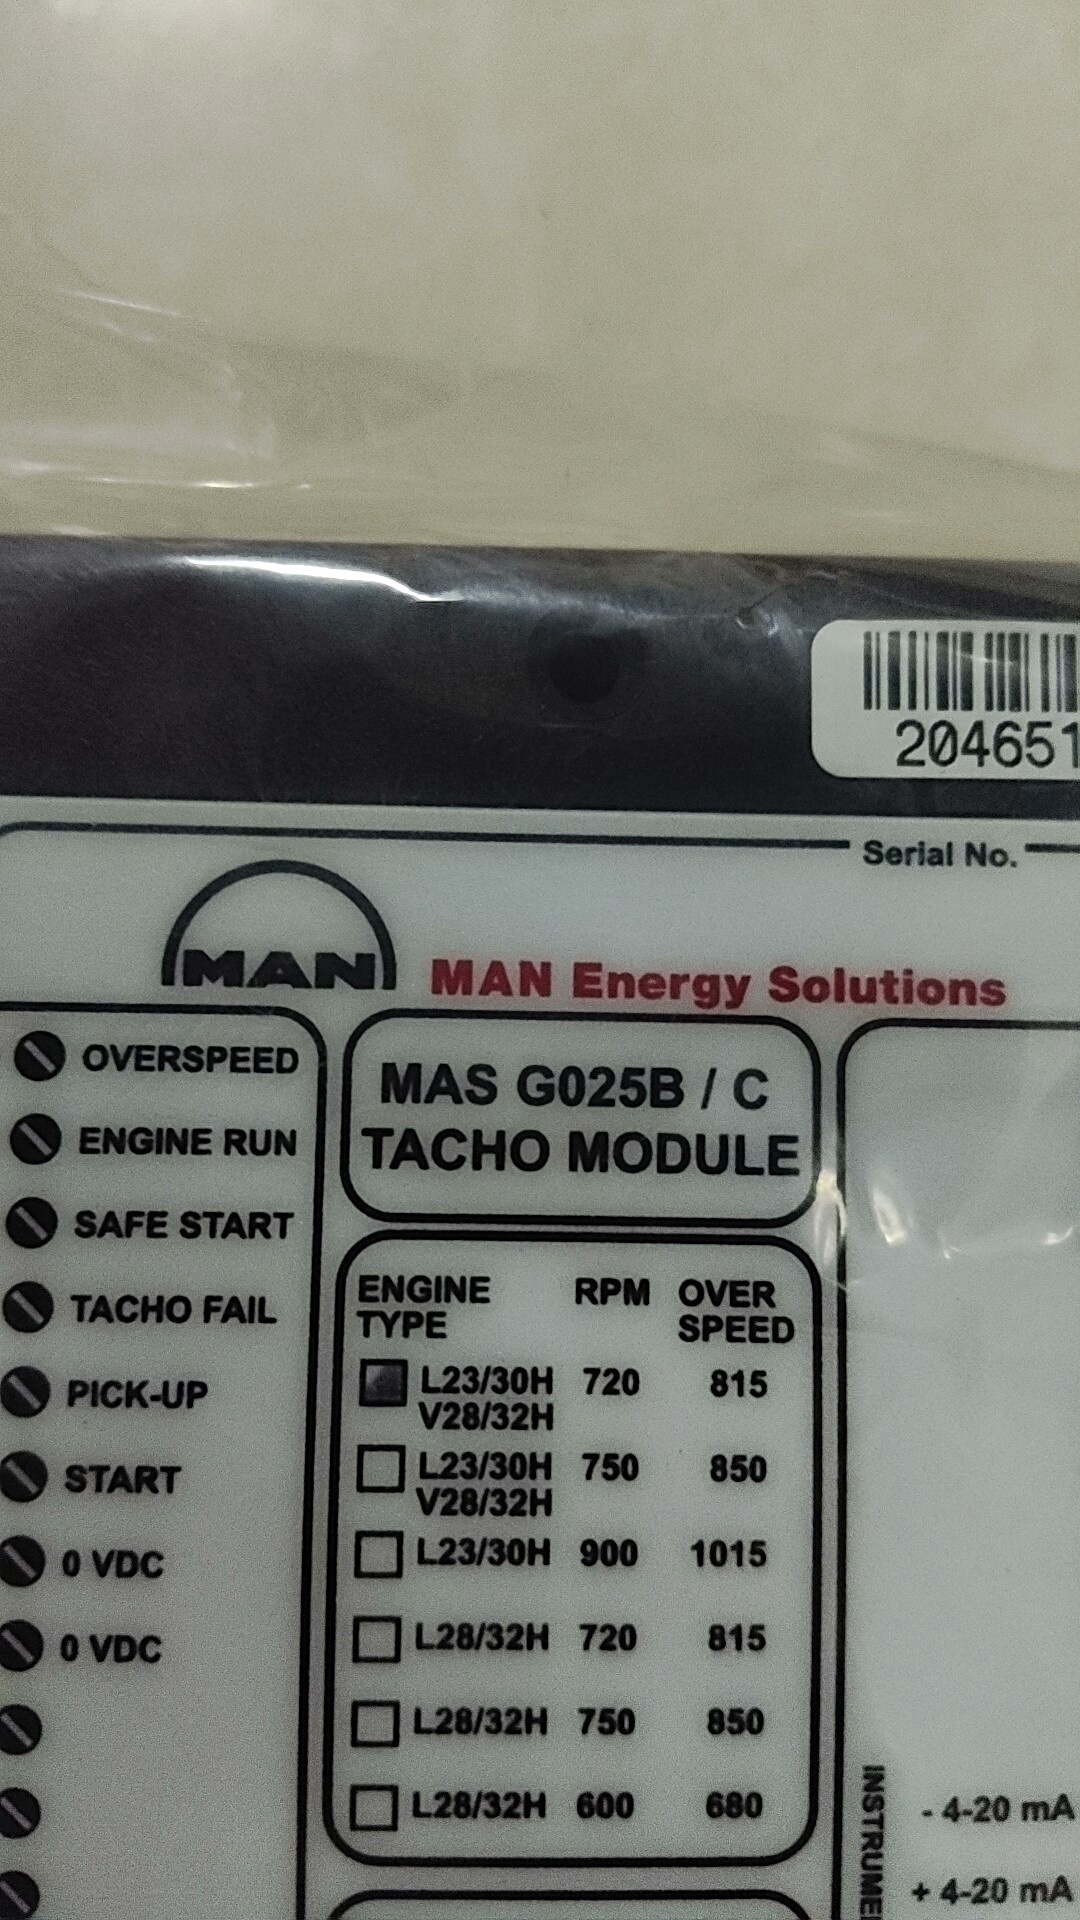 204651
Serial No.
MAN
MAN Energy Solutions
OVERSPEED
ENGINE RUN
SAFE START
TACHO FAIL
PICK-UP
START
0 VDC
0 VDC
MAS G025B / C
TACHO MODULE
ENGINE TYPE RPM OVER SPEED
L23/30H 720 815
V28/32H
L23/30H 750 850
V28/32H
L23/30H 900 1015
L28/32H 720 815
L28/32H 750 850
L28/32H 600 680
- 4-20 mA
+ 4-20 mA